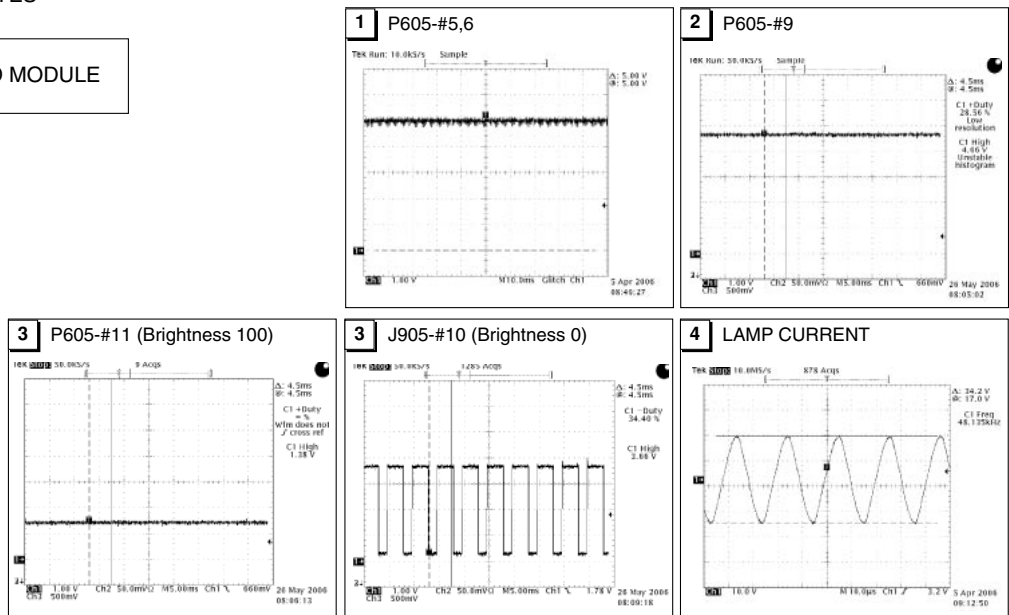 MODULE
1 P605-#5,6
Tek Run: 10.0kS/s Sample
Δ: 5.00 V
@: 5.00 V
Ch1 1.00 V M10.0ms Glitch Ch1
5 Apr 2006
08:40:27
2 P605-#9
Tek Run: 50.0kS/s Sample
Δ: 4.5ms
@: 4.5ms
C1 +Duty
28.56 %
Low
resolution
C1 High
4.66 V
Unstable
histogram
Ch1 1.00 V Ch2 50.0mVΩ M5.00ms Ch1 660mV
Ch3 500mV
26 May 2006
08:05:02
3 P605-#11 (Brightness 100)
Tek Stop: 50.0kS/s 9 Acqs
Δ: 4.5ms
@: 4.5ms
C1 +Duty
= %
Wfm does not
cross ref
C1 High
1.38 V
Ch1 1.00 V Ch2 50.0mVΩ M5.00ms Ch1 660mV
Ch3 500mV
26 May 2006
08:06:13
3 J905-#10 (Brightness 0)
Tek Stop: 50.0kS/s 1285 Acqs
Δ: 4.5ms
@: 4.5ms
C1 -Duty
34.40 %
C1 High
Ch1 1.00 V Ch2 50.0mVΩ M5.00ms Ch1 1.78 V
Ch3 500mV
26 May 2006
08:09:18
4 LAMP CURRENT
Tek Stop: 10.0MS/s 878 Acqs
Δ: 34.2 V
@: 17.0 V
C1 Freq
48.135kHz
Ch1 10.0 V M10.0µs Ch1 3.2 V
5 Apr 2006